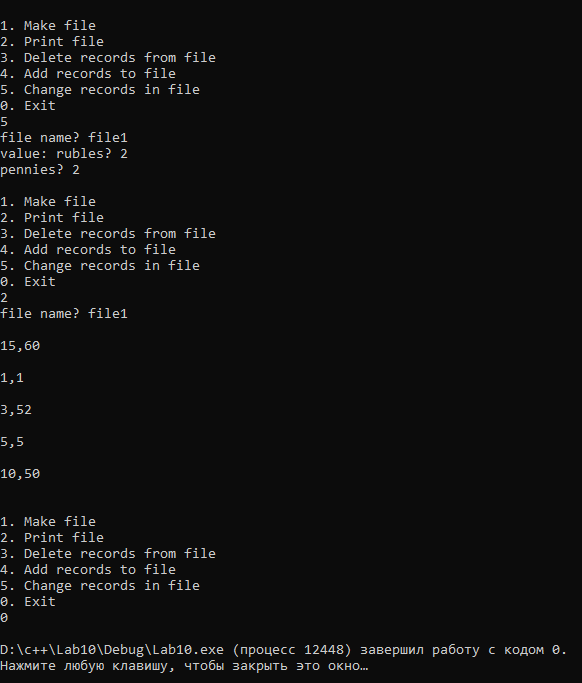 1. Make file
2. Print file
3. Delete records from file
4. Add records to file
5. Change records in file
0. Exit
5
file name? file1
value: rubles? 2
pennies? 2
1. Make file
2. Print file
3. Delete records from file
4. Add records to file
5. Change records in file
0. Exit
2
file name? file1
15,60
1,1
3,52
5,5
10,50
1. Make file
2. Print file
3. Delete records from file
4. Add records to file
5. Change records in file
0. Exit
0
D:\c++\Lab10\Debug\Lab10.exe (процесс 12448) завершил работу с кодом 0.
Нажмите любую клавишу, чтобы закрыть это окно…